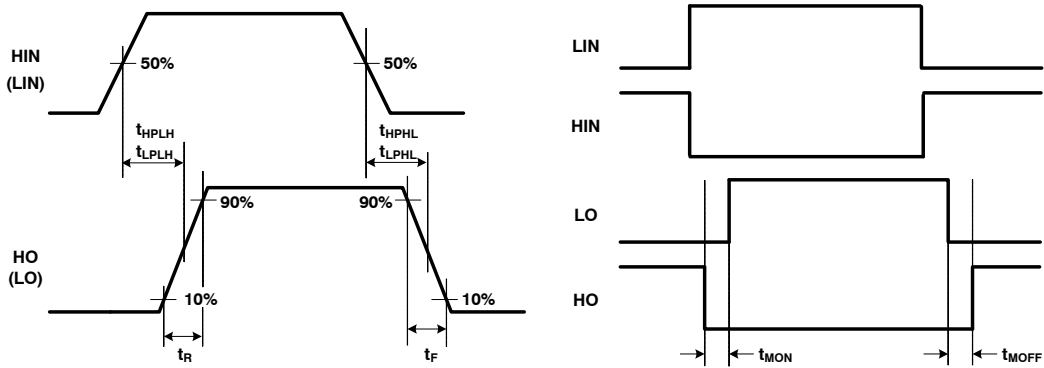 HIN
(LIN)
50%
50%
tHPLH
tLPLH
tHPHL
tLPHL
HO
(LO)
90%
90%
10%
10%
tR
tF
LIN
HIN
LO
HO
tMON
tMOFF